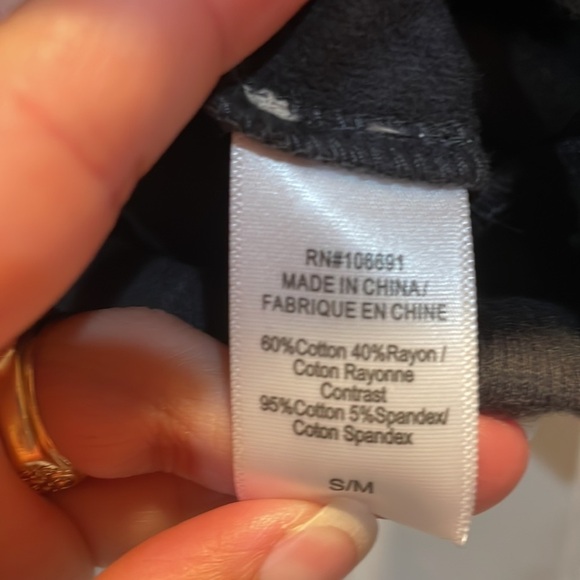 RN#106691
MADE IN CHINA/
FABRIQUE EN CHINE
60%Cotton 40%Rayon /
Coton Rayonne
Contrast
95%Cotton 5%Spandex/
Coton Spandex
S/M